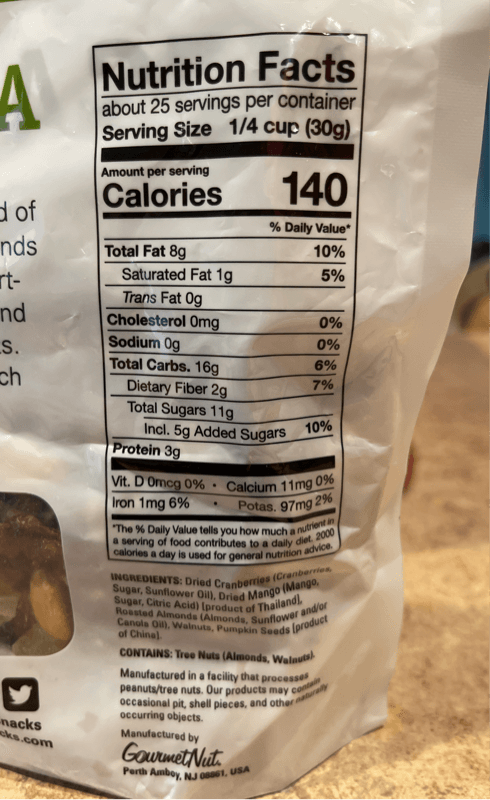 A
d of
nds
rt-
nd
s.
ch
nacks
cks.com
Nutrition Facts
about 25 servings per container
Serving Size 1/4 cup (30g)
Amount per serving
Calories 140
% Daily Value*
Total Fat 8g 10%
Saturated Fat 1g 5%
Trans Fat 0g
Cholesterol 0mg 0%
Sodium 0g 0%
Total Carbs. 16g 6%
Dietary Fiber 2g 7%
Total Sugars 11g
Incl. 5g Added Sugars 10%
Protein 3g
Vit. D 0mcg 0% • Calcium 11mg 0%
Iron 1mg 6% • Potas. 97mg 2%
*The % Daily Value tells you how much a nutrient in
a serving of food contributes to a daily diet. 2000
calories a day is used for general nutrition advice.
INGREDIENTS: Dried Cranberries (Cranberries,
Sugar, Sunflower Oil), Dried Mango (Mango,
Sugar, Citric Acid) [product of Thailand],
Roasted Almonds (Almonds, Sunflower and/or
Canola Oil), Walnuts, Pumpkin Seeds [product
of China].
CONTAINS: Tree Nuts (Almonds, Walnuts).
Manufactured in a facility that processes
peanuts/tree nuts. Our products may contain
occasional pit, shell pieces, and other naturally
occurring objects.
Manufactured by
GourmetNut.
Perth Amboy, NJ 08861, USA